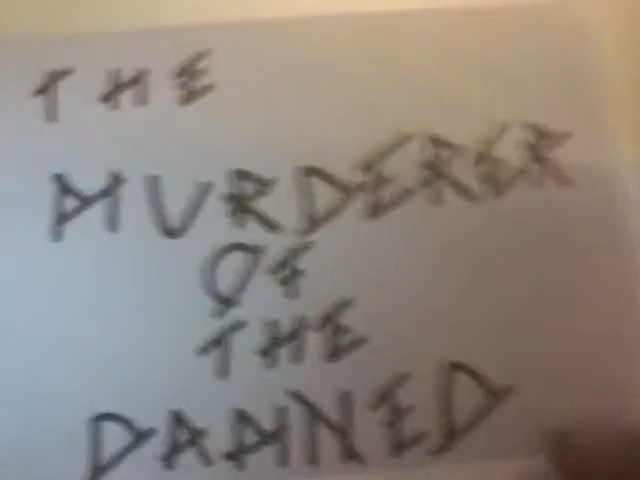 THE
MURDERER
OF
THE
DAMNED